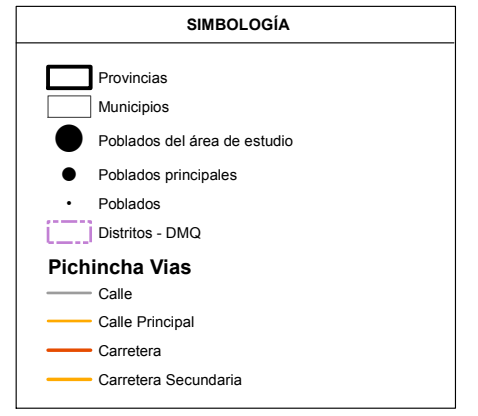 SIMBOLOGÍA
Provincias
Municipios
Poblados del área de estudio
Poblados principales
Poblados
Distritos - DMQ
Pichincha Vias
Calle
Calle Principal
Carretera
Carretera Secundaria